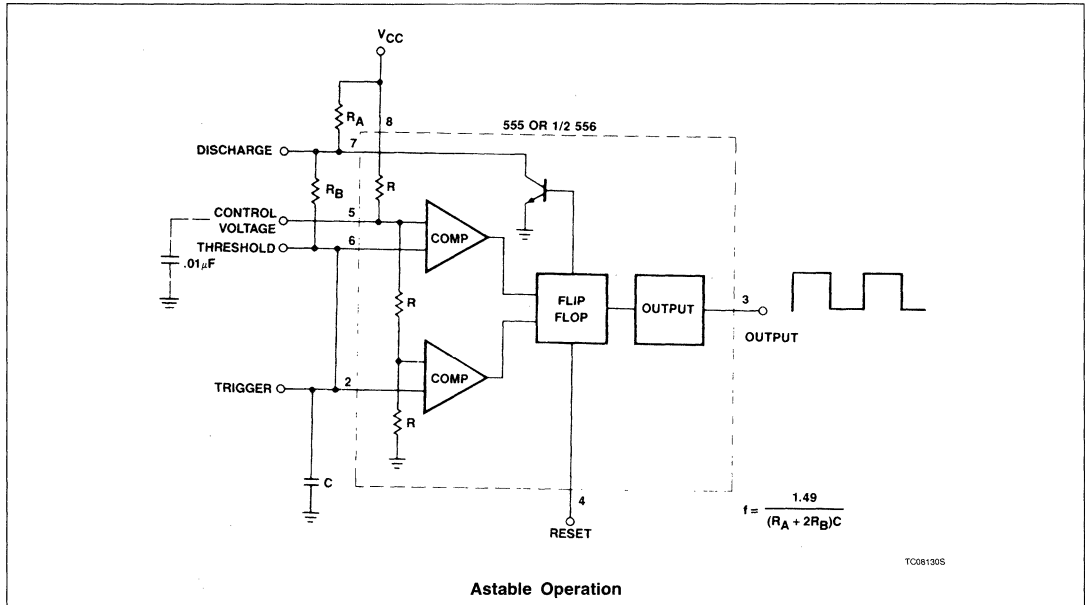 VCC
RA
8
555 OR 1/2 556
DISCHARGE
7
RB
R
CONTROL
VOLTAGE
5
COMP
THRESHOLD
6
.01μF
R
FLIP
FLOP
OUTPUT
3
OUTPUT
COMP
TRIGGER
2
R
C
4
RESET
f = 1.49
(RA + 2RB)C
TC08130S
Astable Operation